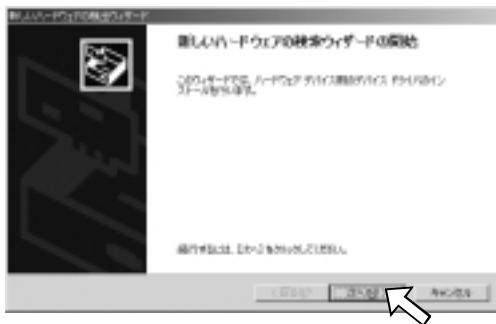 新しいハードウェアの検出ウィザード
新しいハードウェアの検索ウィザードの開始
このウィザードでは、ハードウェア デバイス用のデバイス ドライバのイン
ストールを行います。
続行するには、[次へ] をクリックしてください。
< 戻る(B)
次へ(N) >
キャンセル